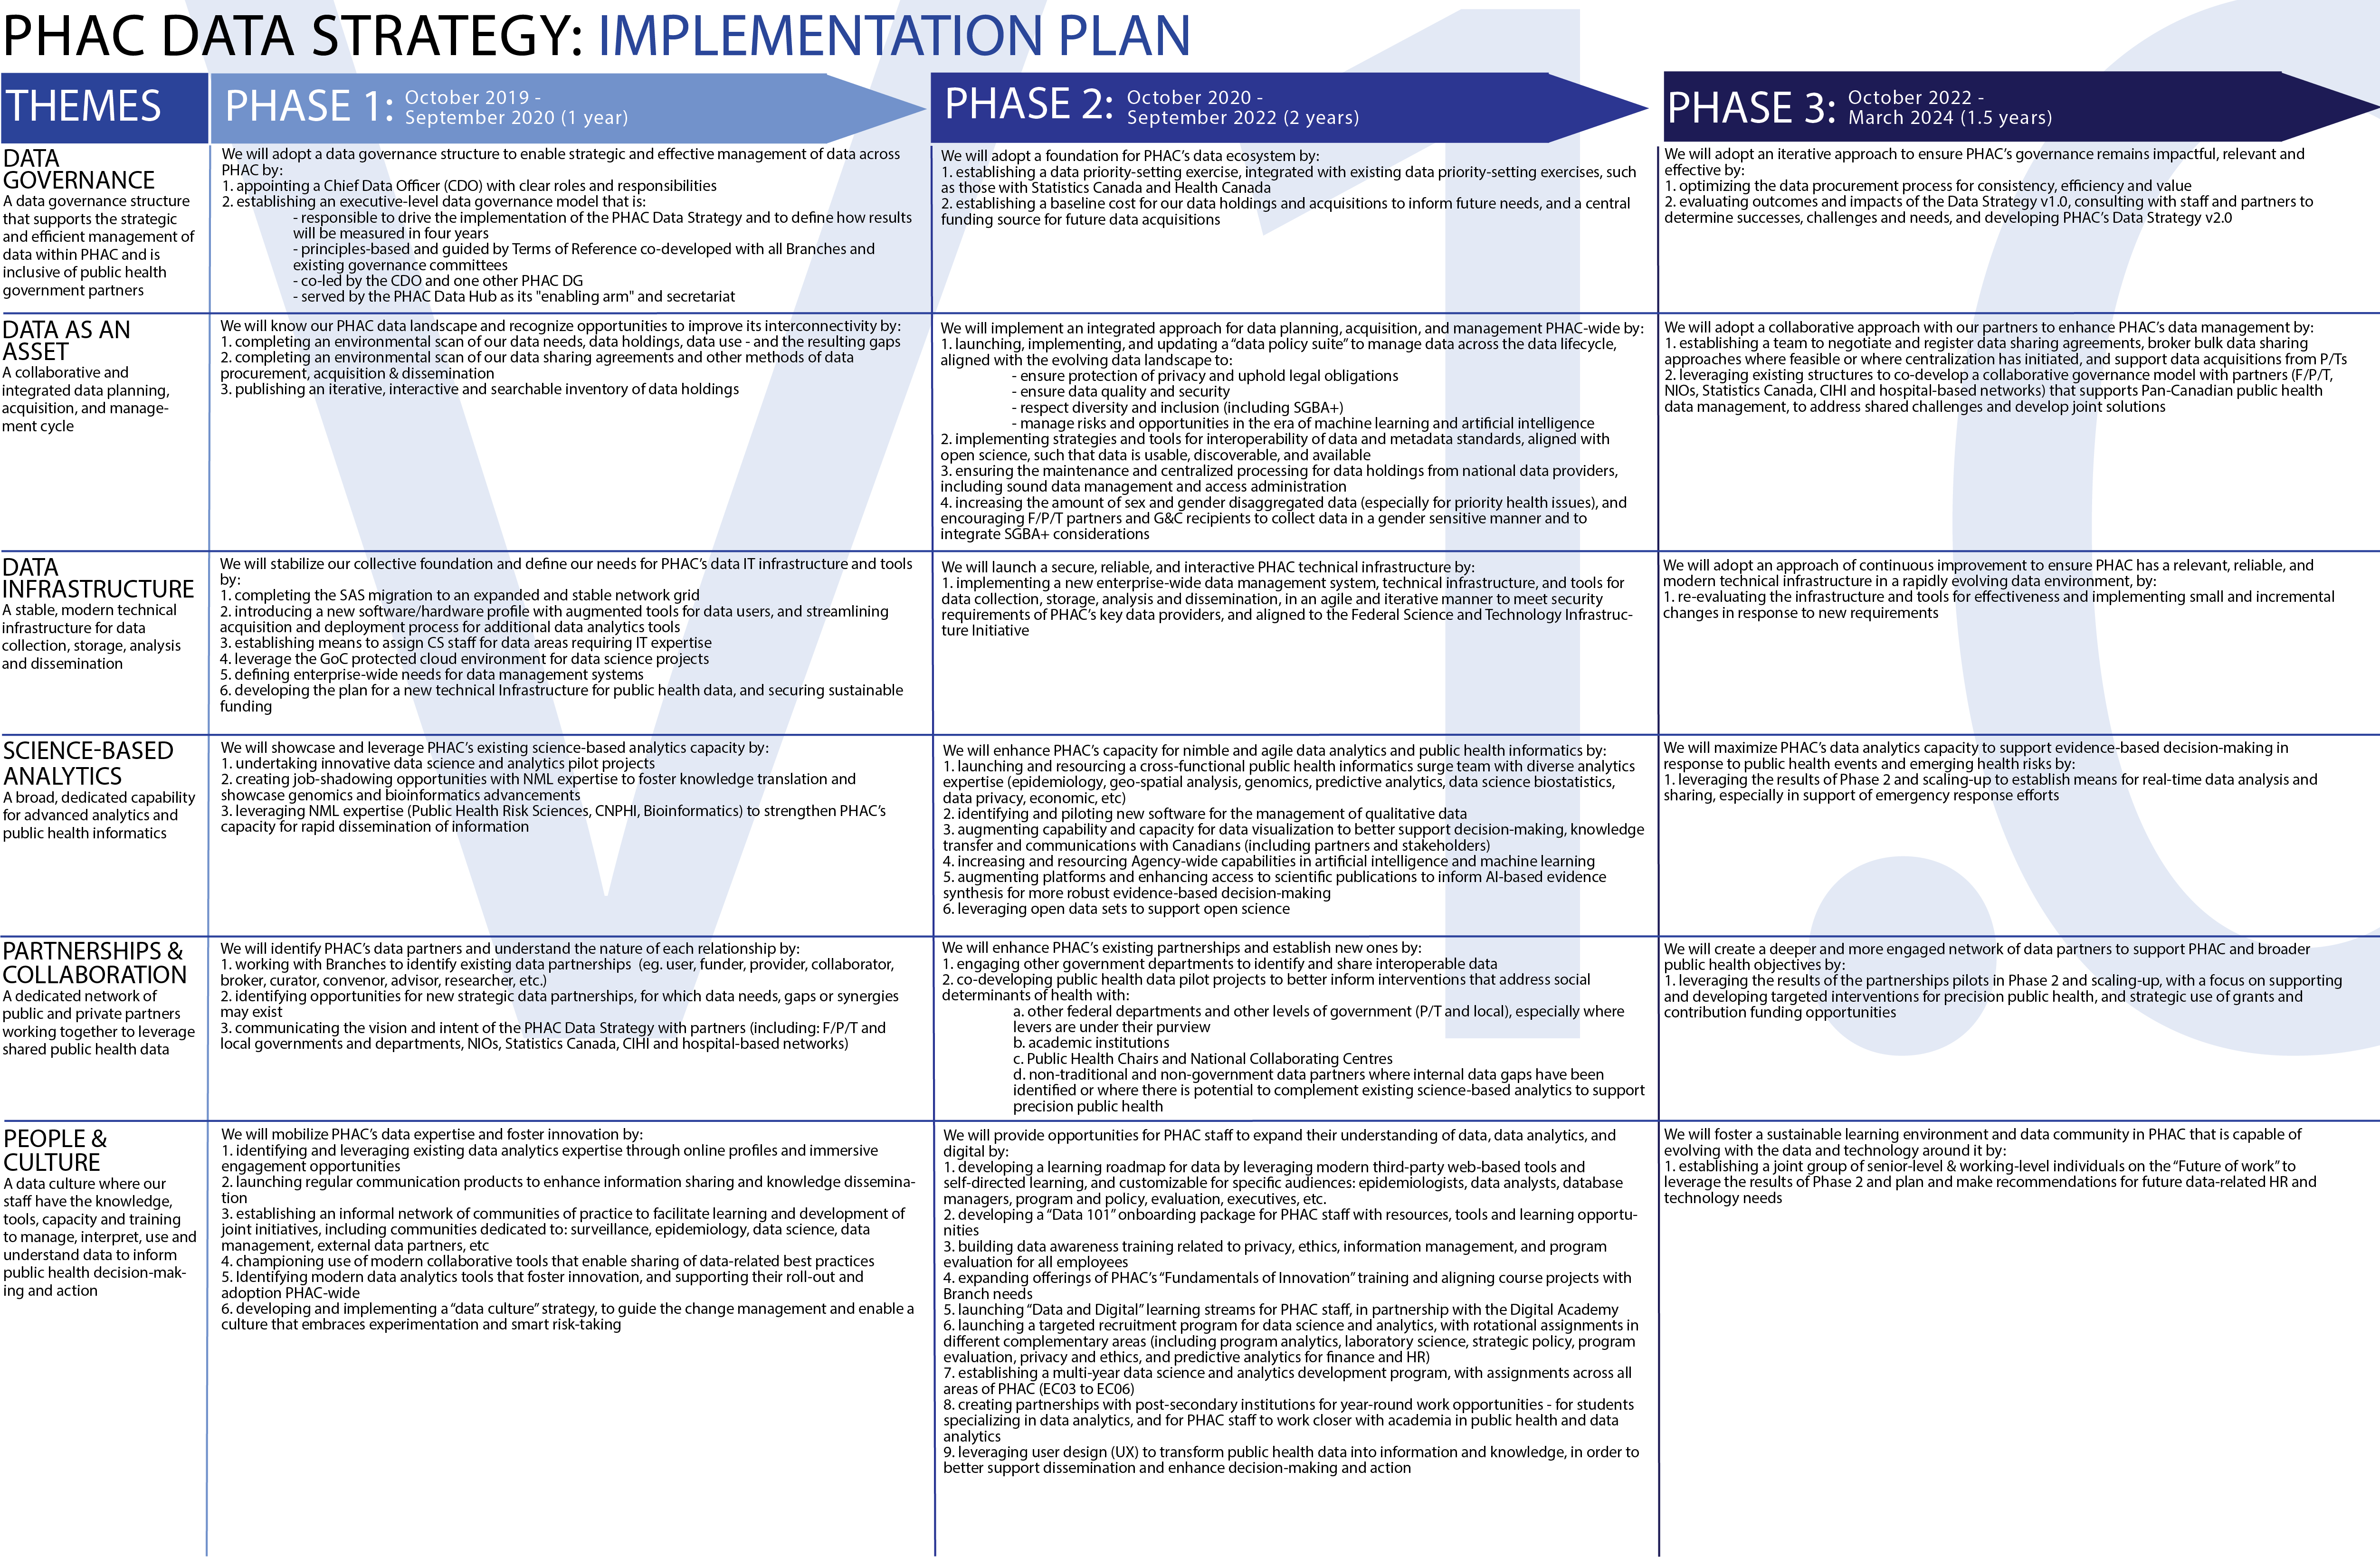 PHAC DATA STRATEGY: IMPLEMENTATION PLAN
THEMES
PHASE 1: October 2019 -
September 2020 (1 year)
PHASE 2: October 2020 -
September 2022 (2 years)
PHASE 3: October 2022 -
March 2024 (1.5 years)
DATA
GOVERNANCE
A data governance structure
that supports the strategic
and efficient management of
data within PHAC and is
inclusive of public health
government partners
We will adopt a data governance structure to enable strategic and effective management of data across
PHAC by:
1. appointing a Chief Data Officer (CDO) with clear roles and responsibilities
2. establishing an executive-level data governance model that is:
- responsible to drive the implementation of the PHAC Data Strategy and to define how results
will be measured in four years
- principles-based and guided by Terms of Reference co-developed with all Branches and
existing governance committees
- co-led by the CDO and one other PHAC DG
- served by the PHAC Data Hub as its "enabling arm" and secretariat
We will adopt a foundation for PHAC's data ecosystem by:
1. establishing a data priority-setting exercise, integrated with existing data priority-setting exercises, such
as those with Statistics Canada and Health Canada
2. establishing a baseline cost for our data holdings and acquisitions to inform future needs, and a central
funding source for future data acquisitions
We will adopt an iterative approach to ensure PHAC's governance remains impactful, relevant and
effective by:
1. optimizing the data procurement process for consistency, efficiency and value
2. evaluating outcomes and impacts of the Data Strategy v1.0, consulting with staff and partners to
determine successes, challenges and needs, and developing PHAC's Data Strategy v2.0
DATA AS AN
ASSET
A collaborative and
integrated data planning,
acquisition, and manage-
ment cycle
We will know our PHAC data landscape and recognize opportunities to improve its interconnectivity by:
1. completing an environmental scan of our data needs, data holdings, data use - and the resulting gaps
2. completing an environmental scan of our data sharing agreements and other methods of data
procurement, acquisition & dissemination
3. publishing an iterative, interactive and searchable inventory of data holdings
We will implement an integrated approach for data planning, acquisition, and management PHAC-wide by:
1. launching, implementing, and updating a "data policy suite" to manage data across the data lifecycle,
aligned with the evolving data landscape to:
- ensure protection of privacy and uphold legal obligations
- ensure data quality and security
- respect diversity and inclusion (including SGBA+)
- manage risks and opportunities in the era of machine learning and artificial intelligence
2. implementing strategies and tools for interoperability of data and metadata standards, aligned with
open science, such that data is usable, discoverable, and available
3. ensuring the maintenance and centralized processing for data holdings from national data providers,
including sound data management and access administration
4. increasing the amount of sex and gender disaggregated data (especially for priority health issues), and
encouraging F/P/T partners and G&C recipients to collect data in a gender sensitive manner and to
integrate SGBA+ considerations
We will adopt a collaborative approach with our partners to enhance PHAC's data management by:
1. establishing a team to negotiate and register data sharing agreements, broker bulk data sharing
approaches where feasible or where centralization has initiated, and support data acquisitions from P/Ts
2. leveraging existing structures to co-develop a collaborative governance model with partners (F/P/T,
NIOs, Statistics Canada, CIHI and hospital-based networks) that supports Pan-Canadian public health
data management, to address shared challenges and develop joint solutions
DATA
INFRASTRUCTURE
A stable, modern technical
infrastructure for data
collection, storage, analysis
and dissemination
We will stabilize our collective foundation and define our needs for PHAC's data IT infrastructure and tools
by:
1. completing the SAS migration to an expanded and stable network grid
2. introducing a new software/hardware profile with augmented tools for data users, and streamlining
acquisition and deployment process for additional data analytics tools
3. establishing means to assign CS staff for data areas requiring IT expertise
4. leverage the GoC protected cloud environment for data science projects
5. defining enterprise-wide needs for data management systems
6. developing the plan for a new technical Infrastructure for public health data, and securing sustainable
funding
We will launch a secure, reliable, and interactive PHAC technical infrastructure by:
1. implementing a new enterprise-wide data management system, technical infrastructure, and tools for
data collection, storage, analysis and dissemination, in an agile and iterative manner to meet security
requirements of PHAC's key data providers, and aligned to the Federal Science and Technology Infrastruc-
ture Initiative
We will adopt an approach of continuous improvement to ensure PHAC has a relevant, reliable, and
modern technical infrastructure in a rapidly evolving data environment, by:
1. re-evaluating the infrastructure and tools for effectiveness and implementing small and incremental
changes in response to new requirements
SCIENCE-BASED
ANALYTICS
A broad, dedicated capability
for advanced analytics and
public health informatics
We will showcase and leverage PHAC's existing science-based analytics capacity by:
1. undertaking innovative data science and analytics pilot projects
2. creating job-shadowing opportunities with NML expertise to foster knowledge translation and
showcase genomics and bioinformatics advancements
3. leveraging NML expertise (Public Health Risk Sciences, CNPHI, Bioinformatics) to strengthen PHAC's
capacity for rapid dissemination of information
We will enhance PHAC's capacity for nimble and agile data analytics and public health informatics by:
1. launching and resourcing a cross-functional public health informatics surge team with diverse analytics
expertise (epidemiology, geo-spatial analysis, genomics, predictive analytics, data science biostatistics,
data privacy, economic, etc)
2. identifying and piloting new software for the management of qualitative data
3. augmenting capability and capacity for data visualization to better support decision-making, knowledge
transfer and communications with Canadians (including partners and stakeholders)
4. increasing and resourcing Agency-wide capabilities in artificial intelligence and machine learning
5. augmenting platforms and enhancing access to scientific publications to inform AI-based evidence
synthesis for more robust evidence-based decision-making
6. leveraging open data sets to support open science
We will maximize PHAC's data analytics capacity to support evidence-based decision-making in
response to public health events and emerging health risks by:
1. leveraging the results of Phase 2 and scaling-up to establish means for real-time data analysis and
sharing, especially in support of emergency response efforts
PARTNERSHIPS &
COLLABORATION
A dedicated network of
public and private partners
working together to leverage
shared public health data
We will identify PHAC's data partners and understand the nature of each relationship by:
1. working with Branches to identify existing data partnerships (eg. user, funder, provider, collaborator,
broker, curator, convenor, advisor, researcher, etc.)
2. identifying opportunities for new strategic data partnerships, for which data needs, gaps or synergies
may exist
3. communicating the vision and intent of the PHAC Data Strategy with partners (including: F/P/T and
local governments and departments, NIOs, Statistics Canada, CIHI and hospital-based networks)
We will enhance PHAC's existing partnerships and establish new ones by:
1. engaging other government departments to identify and share interoperable data
2. co-developing public health data pilot projects to better inform interventions that address social
determinants of health with:
a. other federal departments and other levels of government (P/T and local), especially where
levers are under their purview
b. academic institutions
c. Public Health Chairs and National Collaborating Centres
d. non-traditional and non-government data partners where internal data gaps have been
identified or where there is potential to complement existing science-based analytics to support
precision public health
We will create a deeper and more engaged network of data partners to support PHAC and broader
public health objectives by:
1. leveraging the results of the partnerships pilots in Phase 2 and scaling-up, with a focus on supporting
and developing targeted interventions for precision public health, and strategic use of grants and
contribution funding opportunities
PEOPLE &
CULTURE
A data culture where our
staff have the knowledge,
tools, capacity and training
to manage, interpret, use and
understand data to inform
public health decision-mak-
ing and action
We will mobilize PHAC's data expertise and foster innovation by:
1. identifying and leveraging existing data analytics expertise through online profiles and immersive
engagement opportunities
2. launching regular communication products to enhance information sharing and knowledge dissemina-
tion
3. establishing an informal network of communities of practice to facilitate learning and development of
joint initiatives, including communities dedicated to: surveillance, epidemiology, data science, data
management, external data partners, etc
4. championing use of modern collaborative tools that enable sharing of data-related best practices
5. Identifying modern data analytics tools that foster innovation, and supporting their roll-out and
adoption PHAC-wide
6. developing and implementing a "data culture" strategy, to guide the change management and enable a
culture that embraces experimentation and smart risk-taking
We will provide opportunities for PHAC staff to expand their understanding of data, data analytics, and
digital by:
1. developing a learning roadmap for data by leveraging modern third-party web-based tools and
self-directed learning, and customizable for specific audiences: epidemiologists, data analysts, database
managers, program and policy, evaluation, executives, etc.
2. developing a "Data 101" onboarding package for PHAC staff with resources, tools and learning opportu-
nities
3. building data awareness training related to privacy, ethics, information management, and program
evaluation for all employees
4. expanding offerings of PHAC's "Fundamentals of Innovation" training and aligning course projects with
Branch needs
5. launching "Data and Digital" learning streams for PHAC staff, in partnership with the Digital Academy
6. launching a targeted recruitment program for data science and analytics, with rotational assignments in
different complementary areas (including program analytics, laboratory science, strategic policy, program
evaluation, privacy and ethics, and predictive analytics for finance and HR)
7. establishing a multi-year data science and analytics development program, with assignments across all
areas of PHAC (EC03 to EC06)
8. creating partnerships with post-secondary institutions for year-round work opportunities - for students
specializing in data analytics, and for PHAC staff to work closer with academia in public health and data
analytics
9. leveraging user design (UX) to transform public health data into information and knowledge, in order to
better support dissemination and enhance decision-making and action
We will foster a sustainable learning environment and data community in PHAC that is capable of
evolving with the data and technology around it by:
1. establishing a joint group of senior-level & working-level individuals on the "Future of work" to
leverage the results of Phase 2 and plan and make recommendations for future data-related HR and
technology needs
V1.0